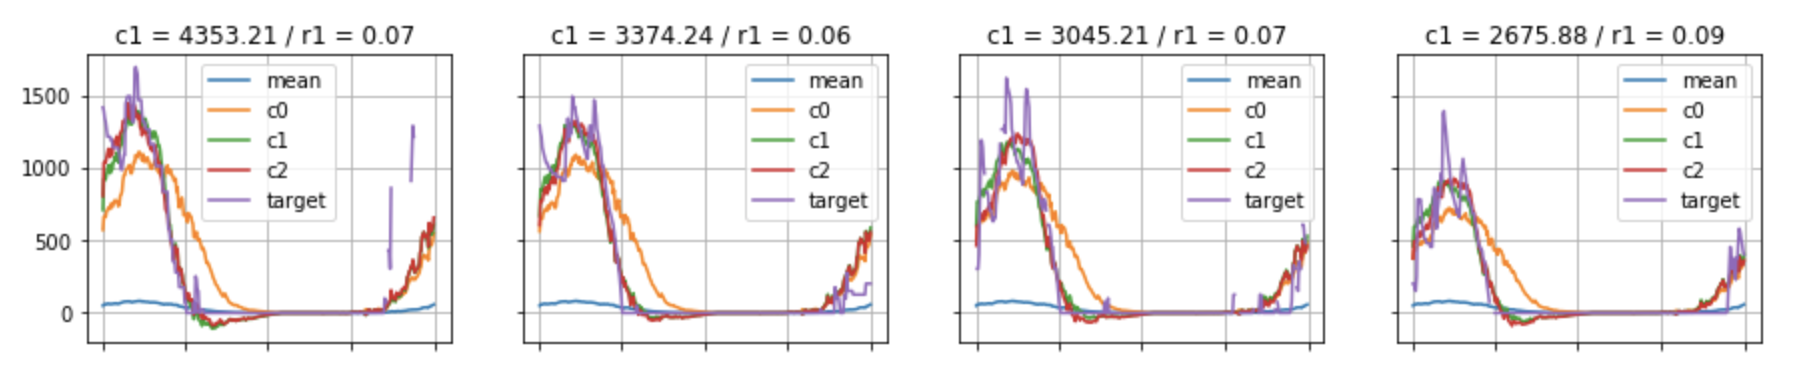 c1 = 4353.21 / r1 = 0.07
1500
1000
500
0
mean
c0
c1
c2
target
c1 = 3374.24 / r1 = 0.06
mean
c0
c1
c2
target
c1 = 3045.21 / r1 = 0.07
mean
c0
c1
c2
target
c1 = 2675.88 / r1 = 0.09
mean
c0
c1
c2
target